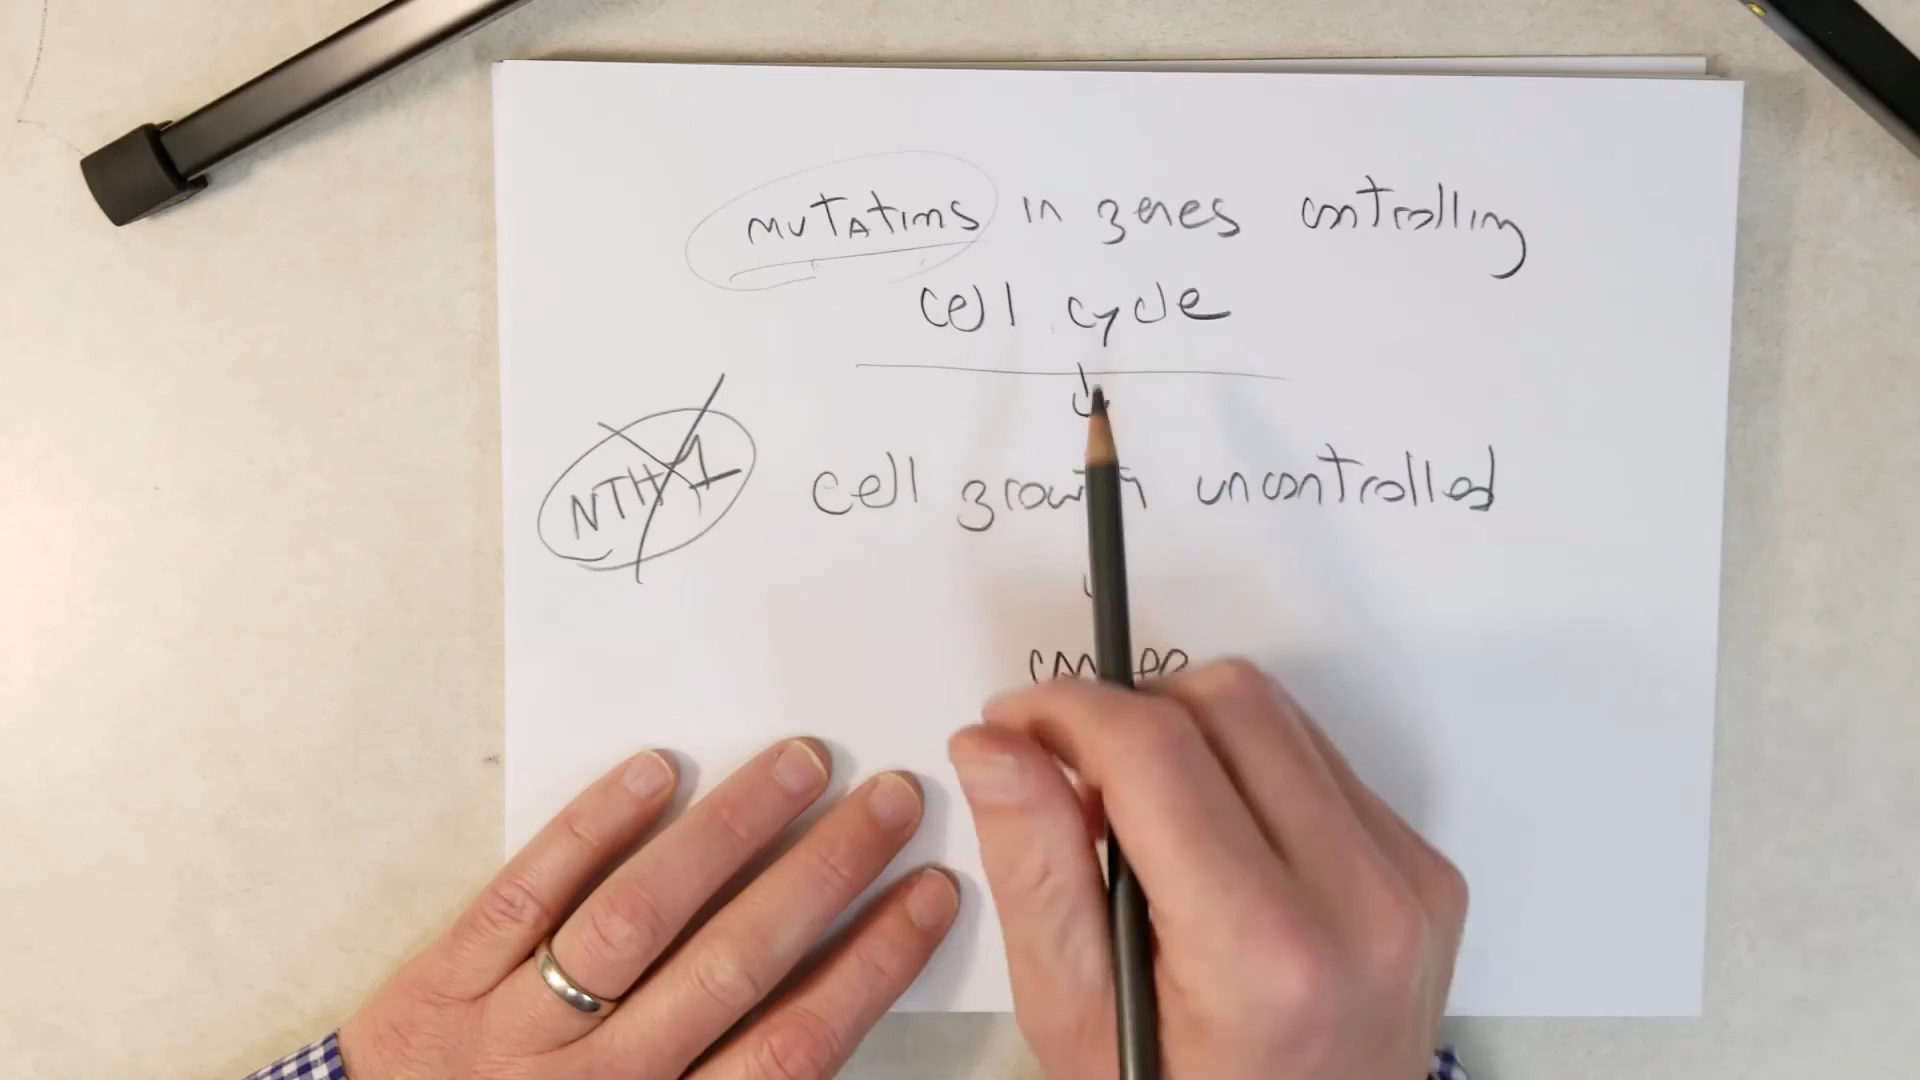 mutations in genes controlling
cell cycle
NTH1
cell growth uncontrolled